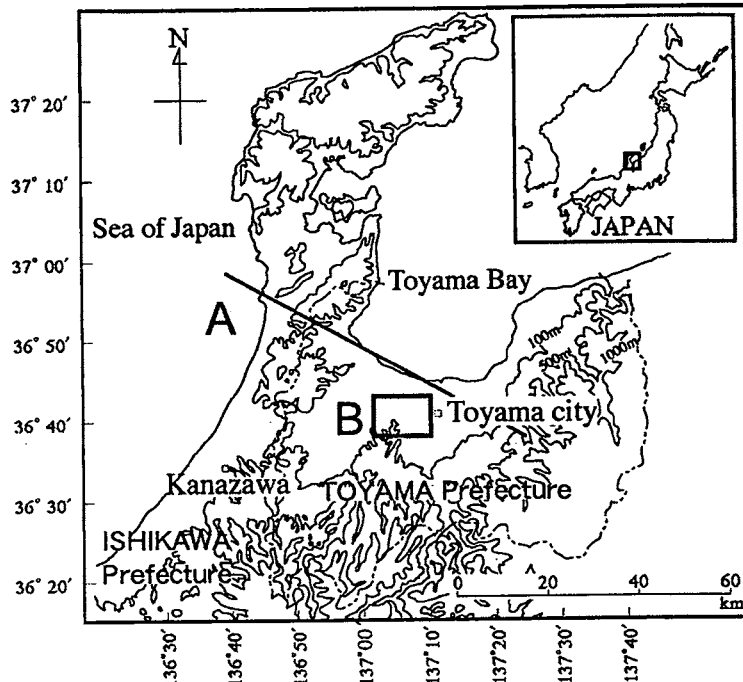 N
37° 20′
37° 10′
Sea of Japan
37° 00′
Toyama Bay
A
36° 50′
100m
500m
1000m
B
36° 40′
Toyama city
Kanazawa
TOYAMA Prefecture
36° 30′
ISHIKAWA
Prefecture
36° 20′
0 20 40 60
km
136°30′
136°40′
136°50′
137°00′
137°10′
137°20′
137°30′
137°40′
JAPAN